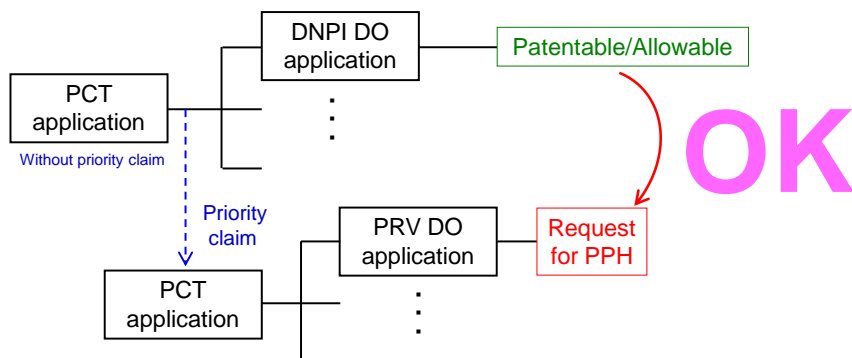 DNPI DO
application
Patentable/Allowable
PCT
application
Without priority claim
OK
Priority
claim
PRV DO
application
Request
for PPH
PCT
application